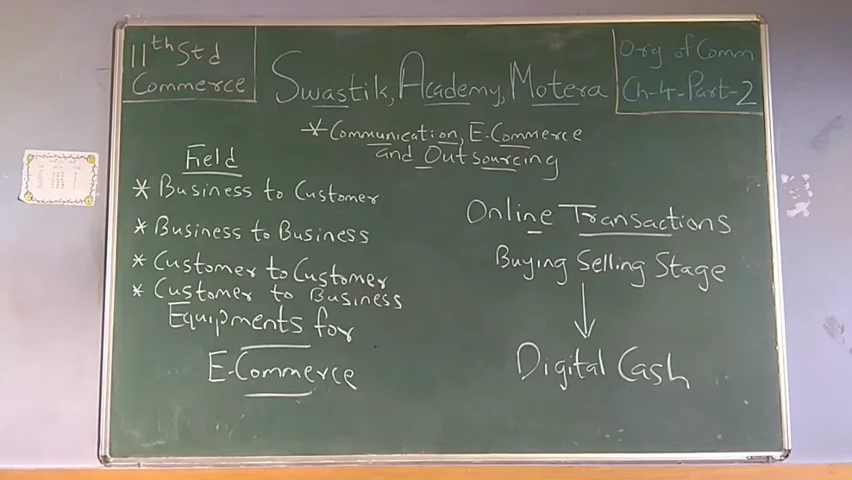 11th Std
Commerce
Swastik, Academy, Motera
Org of Comm
Ch-4-Part-2
* Communication, E-Commerce
and Outsourcing
Field
* Business to Customer
* Business to Business
* Customer to Customer
* Customer to Business
Equipments for
E-Commerce
Online Transactions
Buying Selling Stage
Digital Cash